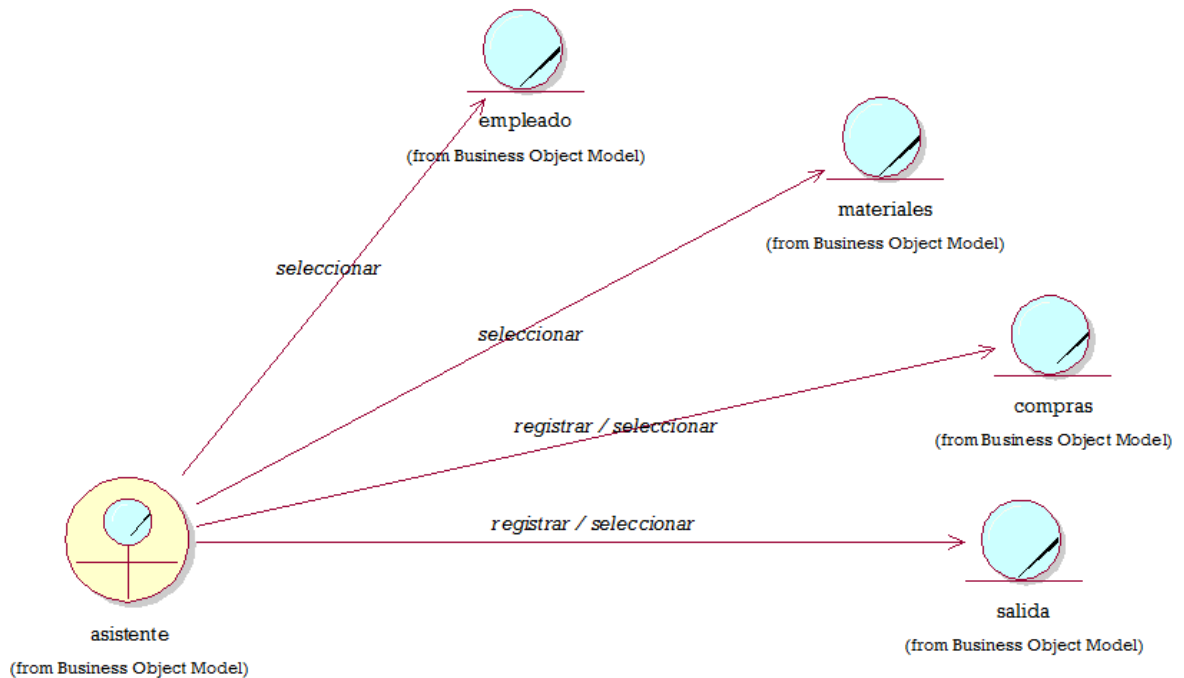 empleado
(from Business Object Model)
materiales
(from Business Object Model)
seleccionar
seleccionar
compras
(from Business Object Model)
registrar / seleccionar
registrar / seleccionar
salida
(from Business Object Model)
asistente
(from Business Object Model)